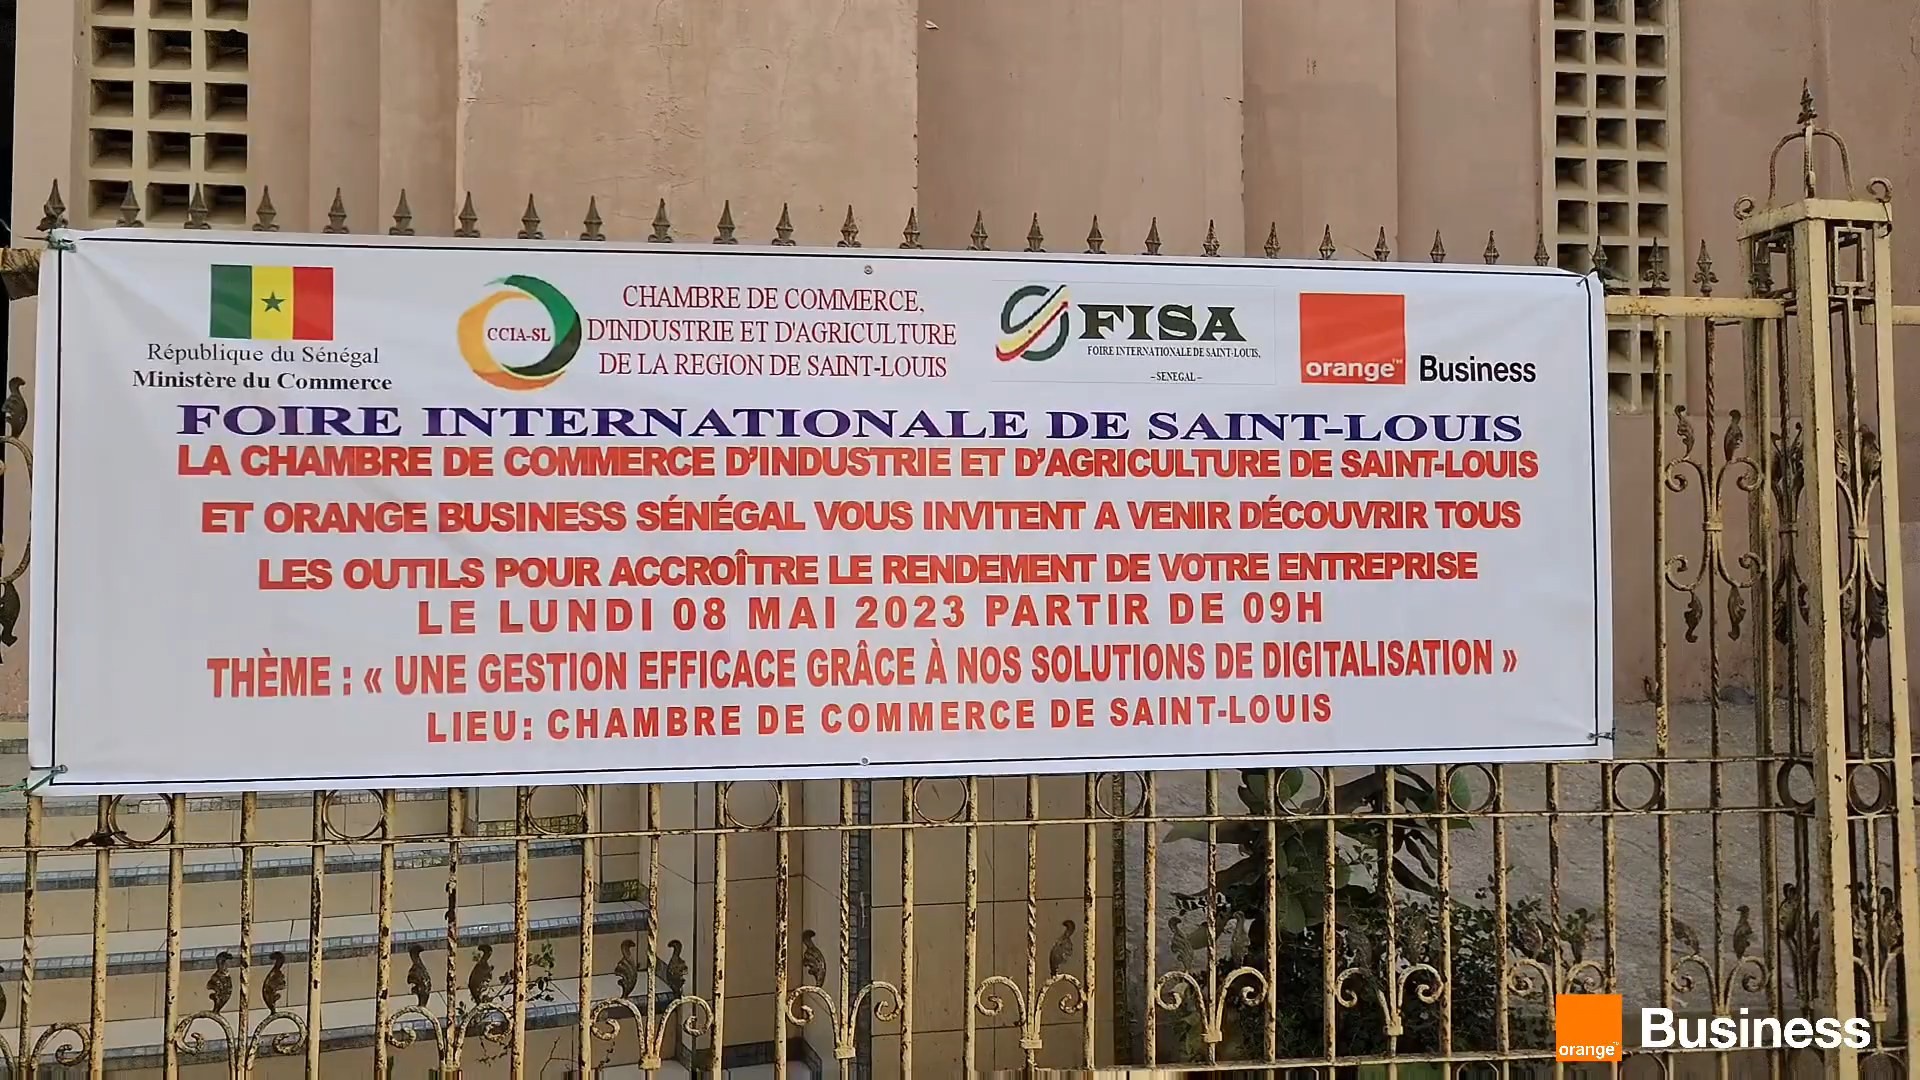 République du Sénégal
Ministère du Commerce
CCIA-SL
CHAMBRE DE COMMERCE,
D'INDUSTRIE ET D'AGRICULTURE
DE LA REGION DE SAINT-LOUIS
FISA
FOIRE INTERNATIONALE DE SAINT-LOUIS,
–SENEGAL–
orange™ Business
FOIRE INTERNATIONALE DE SAINT-LOUIS
LA CHAMBRE DE COMMERCE D'INDUSTRIE ET D'AGRICULTURE DE SAINT-LOUIS
ET ORANGE BUSINESS SÉNÉGAL VOUS INVITENT A VENIR DÉCOUVRIR TOUS
LES OUTILS POUR ACCROÎTRE LE RENDEMENT DE VOTRE ENTREPRISE
LE LUNDI 08 MAI 2023 PARTIR DE 09H
THÈME : « UNE GESTION EFFICACE GRÂCE À NOS SOLUTIONS DE DIGITALISATION »
LIEU: CHAMBRE DE COMMERCE DE SAINT-LOUIS
orange™ Business